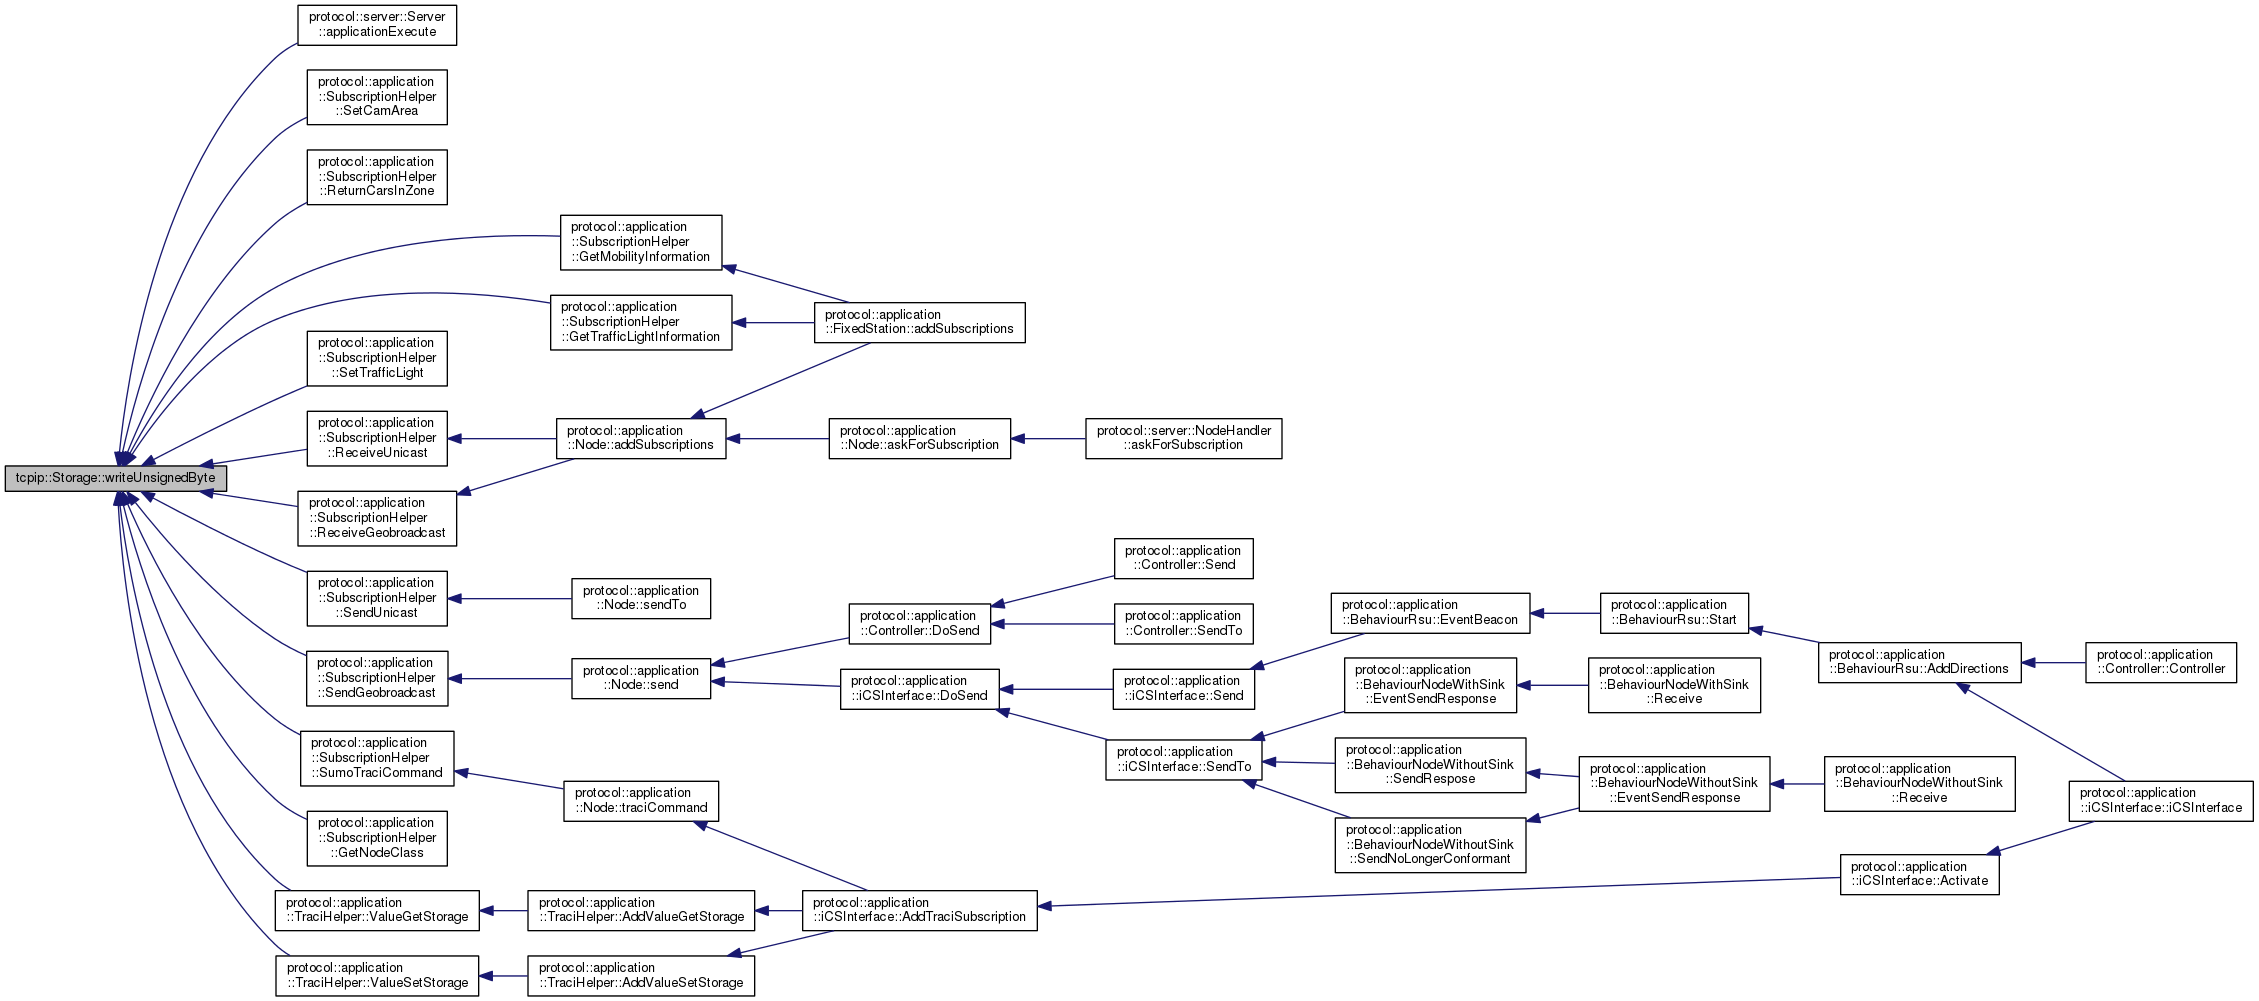 protocol::server::Server
::applicationExecute
protocol::application
::SubscriptionHelper
::SetCamArea
protocol::application
::SubscriptionHelper
::ReturnCarsInZone
protocol::application
::SubscriptionHelper
::GetMobilityInformation
protocol::application
::SubscriptionHelper
::GetTrafficLightInformation
protocol::application
::FixedStation::addSubscriptions
protocol::application
::SubscriptionHelper
::SetTrafficLight
protocol::application
::SubscriptionHelper
::ReceiveUnicast
protocol::application
::Node::addSubscriptions
protocol::application
::Node::askForSubscription
protocol::server::NodeHandler
::askForSubscription
tcpip::Storage::writeUnsignedByte
protocol::application
::SubscriptionHelper
::ReceiveGeobroadcast
protocol::application
::Controller::Send
protocol::application
::SubscriptionHelper
::SendUnicast
protocol::application
::Node::sendTo
protocol::application
::Controller::DoSend
protocol::application
::Controller::SendTo
protocol::application
::BehaviourRsu::EventBeacon
protocol::application
::BehaviourRsu::Start
protocol::application
::BehaviourRsu::AddDirections
protocol::application
::Controller::Controller
protocol::application
::SubscriptionHelper
::SendGeobroadcast
protocol::application
::Node::send
protocol::application
::iCSInterface::DoSend
protocol::application
::iCSInterface::Send
protocol::application
::BehaviourNodeWithSink
::EventSendResponse
protocol::application
::BehaviourNodeWithSink
::Receive
protocol::application
::SubscriptionHelper
::SumoTraciCommand
protocol::application
::iCSInterface::SendTo
protocol::application
::BehaviourNodeWithoutSink
::SendRespose
protocol::application
::BehaviourNodeWithoutSink
::EventSendResponse
protocol::application
::BehaviourNodeWithoutSink
::Receive
protocol::application
::iCSInterface::iCSInterface
protocol::application
::Node::traciCommand
protocol::application
::SubscriptionHelper
::GetNodeClass
protocol::application
::BehaviourNodeWithoutSink
::SendNoLongerConformant
protocol::application
::iCSInterface::Activate
protocol::application
::TraciHelper::ValueGetStorage
protocol::application
::TraciHelper::AddValueGetStorage
protocol::application
::iCSInterface::AddTraciSubscription
protocol::application
::TraciHelper::ValueSetStorage
protocol::application
::TraciHelper::AddValueSetStorage